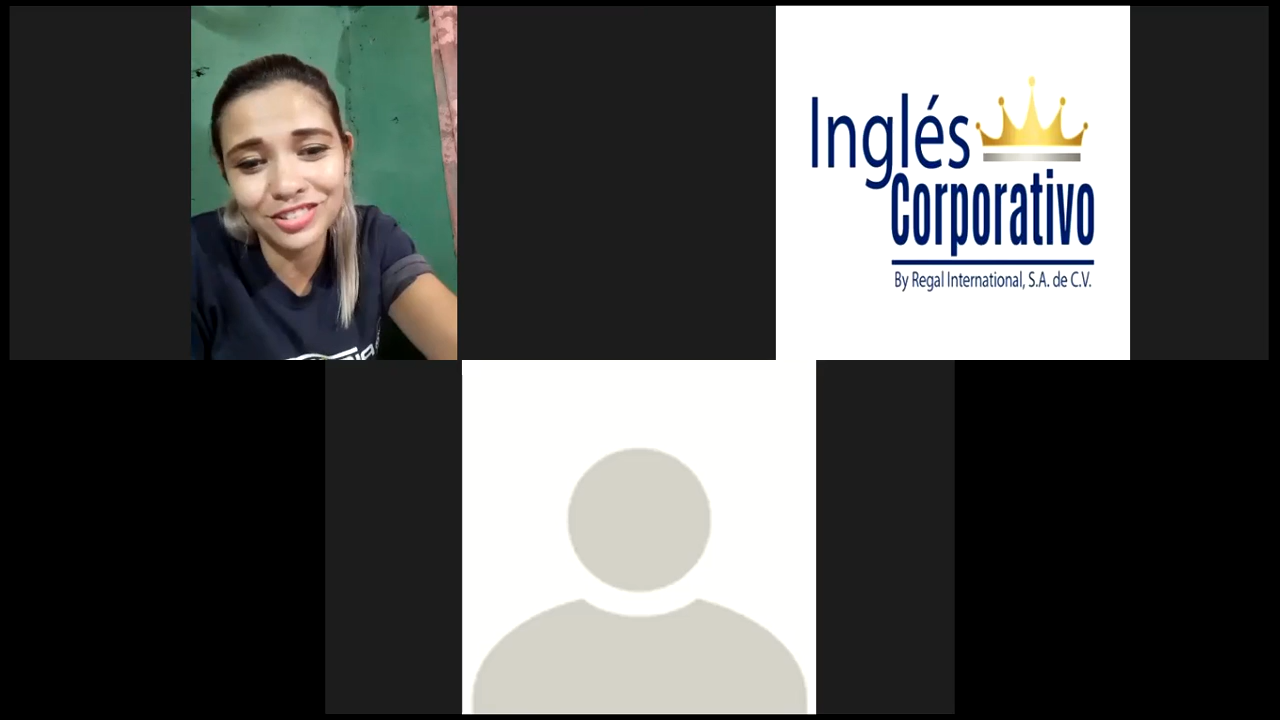 Inglés
Corporativo
By Regal International, S.A. de C.V.